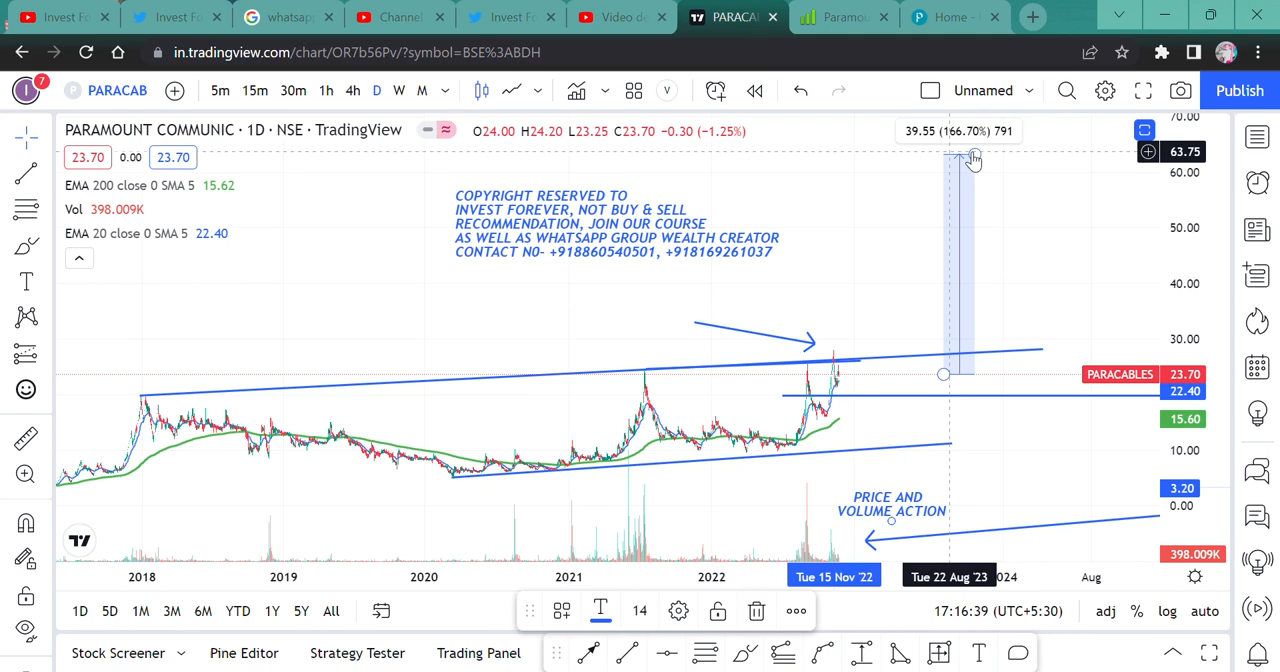 Invest Fo
Invest Fo
whatsap
Channel
Invest Fo
Video de
PARACA
Paramou
Home -
in.tradingview.com/chart/OR7b56Pv/?symbol=BSE%3ABDH
I
7
P
PARACAB
5m 15m 30m 1h 4h D W M
V
Unnamed
Publish
PARAMOUNT COMMUNIC · 1D · NSE · TradingView
O24.00 H24.20 L23.25 C23.70 −0.30 (−1.25%)
39.55 (166.70%) 791
70.00
63.75
23.70 0.00 23.70
60.00
EMA 200 close 0 SMA 5 15.62
Vol 398.009K
EMA 20 close 0 SMA 5 22.40
COPYRIGHT RESERVED TO
INVEST FOREVER, NOT BUY & SELL
RECOMMENDATION, JOIN OUR COURSE
AS WELL AS WHATSAPP GROUP WEALTH CREATOR
CONTACT N0- +918860540501, +918169261037
50.00
40.00
30.00
PARACABLES 23.70
22.40
15.60
10.00
3.20
0.00
PRICE AND
VOLUME ACTION
398.009K
2018 2019 2020 2021 2022 Tue 15 Nov '22 Tue 22 Aug '23 024 Aug
1D 5D 1M 3M 6M YTD 1Y 5Y All
T 14
17:16:39 (UTC+5:30) adj % log auto
Stock Screener Pine Editor Strategy Tester Trading Panel